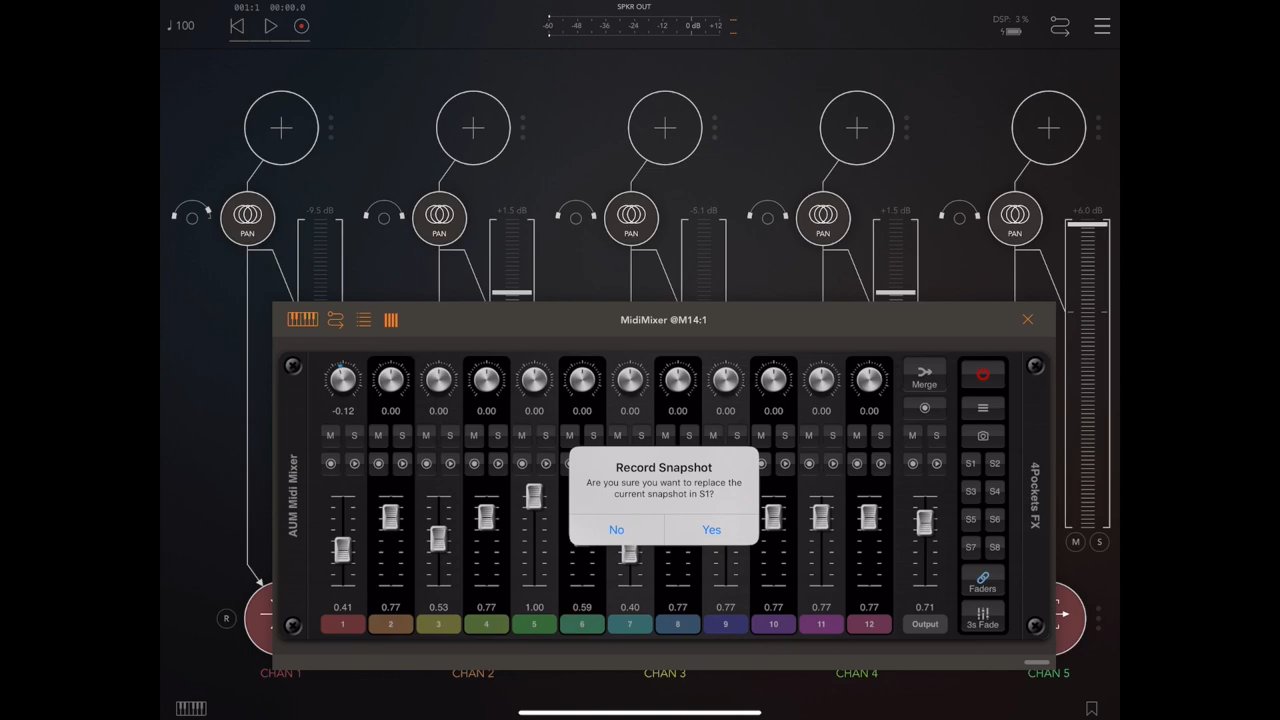 001:1 00:00.0
SPKR OUT
♩ 100
-60 -48 -36 -24 -12 0 dB +12
DSP: 3 %
PAN PAN PAN PAN PAN
-9.5 dB +1.5 dB -5.1 dB +1.5 dB +6.0 dB
MidiMixer @M14:1
AUM Midi Mixer
-0.12 0.00 0.00 0.00 0.00 0.00 0.00 0.00 0.00 0.00 0.00 0.00
Merge
M S M S M S M S M S M S M S M S M S M S M S M S M S
Record Snapshot
Are you sure you want to replace the
current snapshot in S1?
No Yes
S1 S2
S3 S4
S5 S6
S7 S8
Faders
3s Fade
4Pockets FX
0.41 0.77 0.53 0.77 1.00 0.59 0.40 0.77 0.77 0.77 0.77 0.77 0.71
1 2 3 4 5 6 7 8 9 10 11 12 Output
M S
R
CHAN 1 CHAN 2 CHAN 3 CHAN 4 CHAN 5